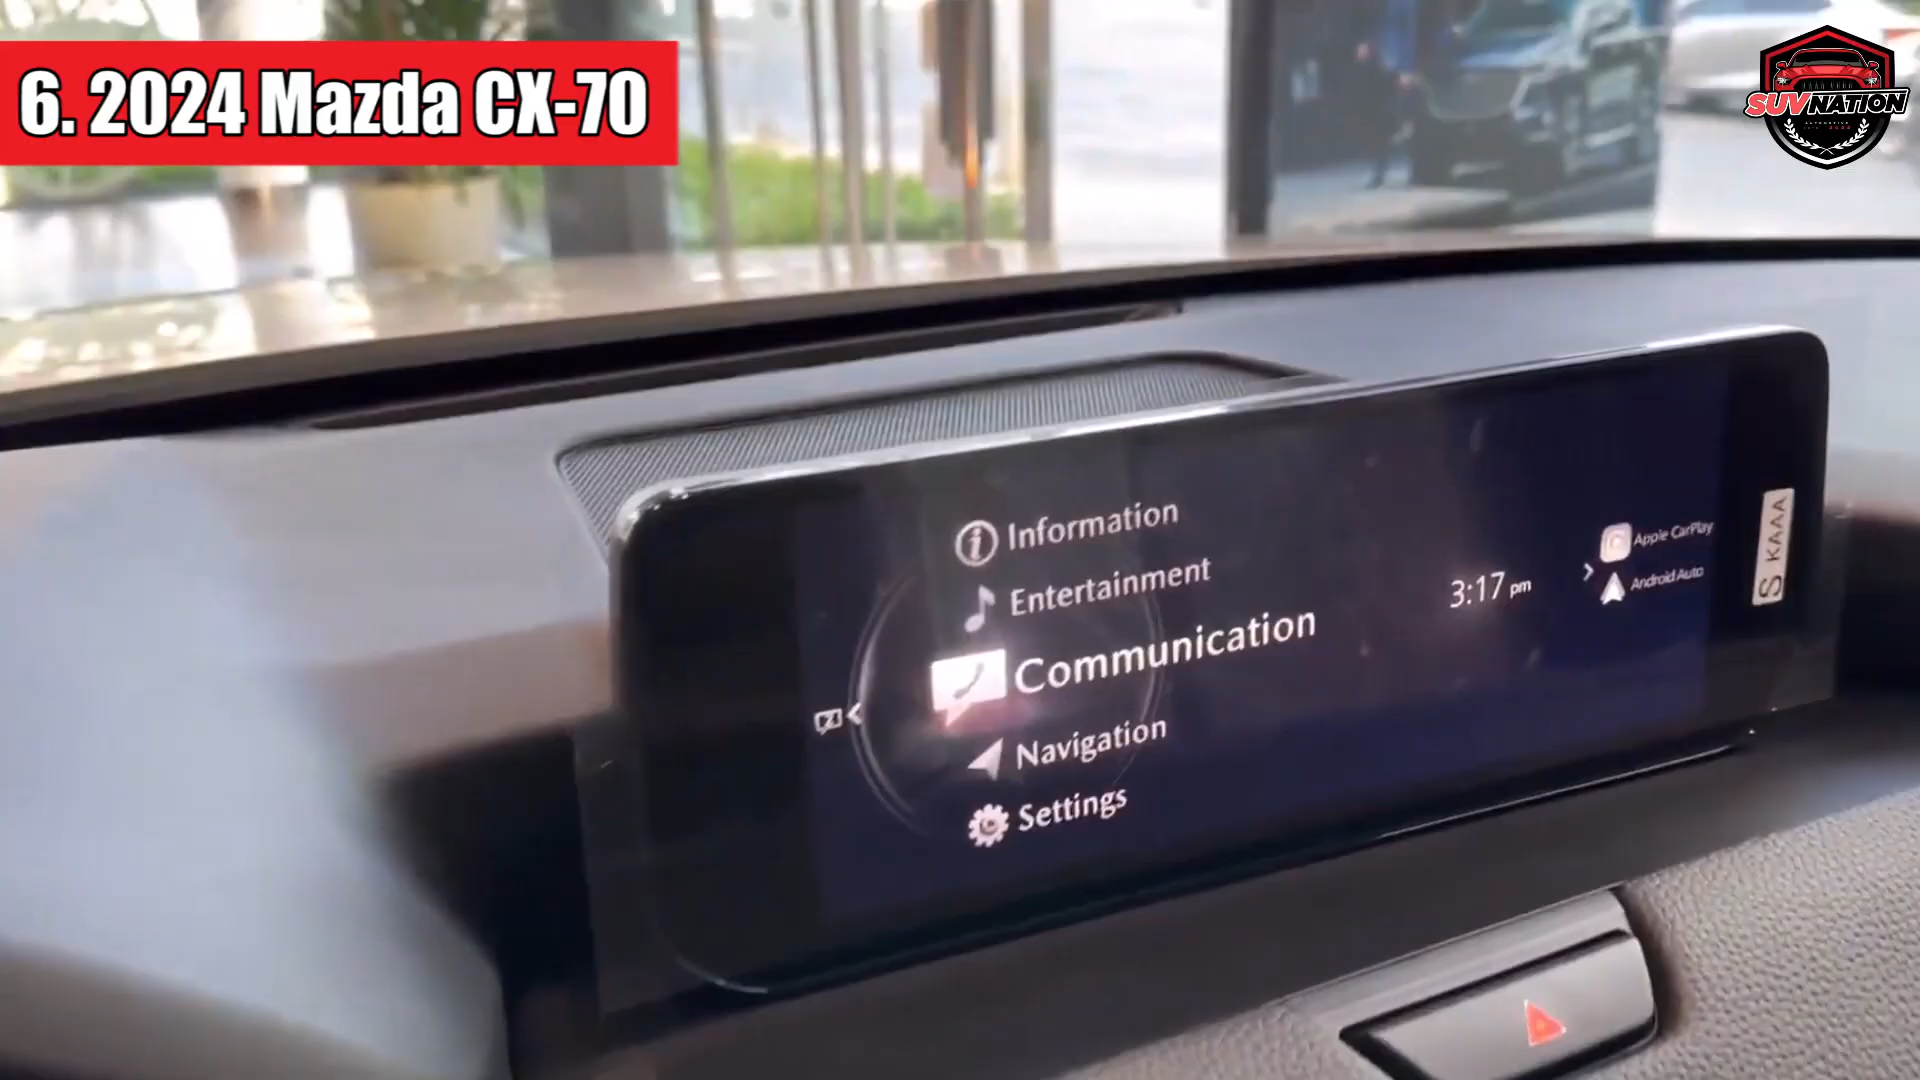 6. 2024 Mazda CX-70
SUVNATION
AUTOMOTIVE
Information
Entertainment
Communication
Navigation
Settings
3:17 pm
Apple CarPlay
Android Auto
S KAAA